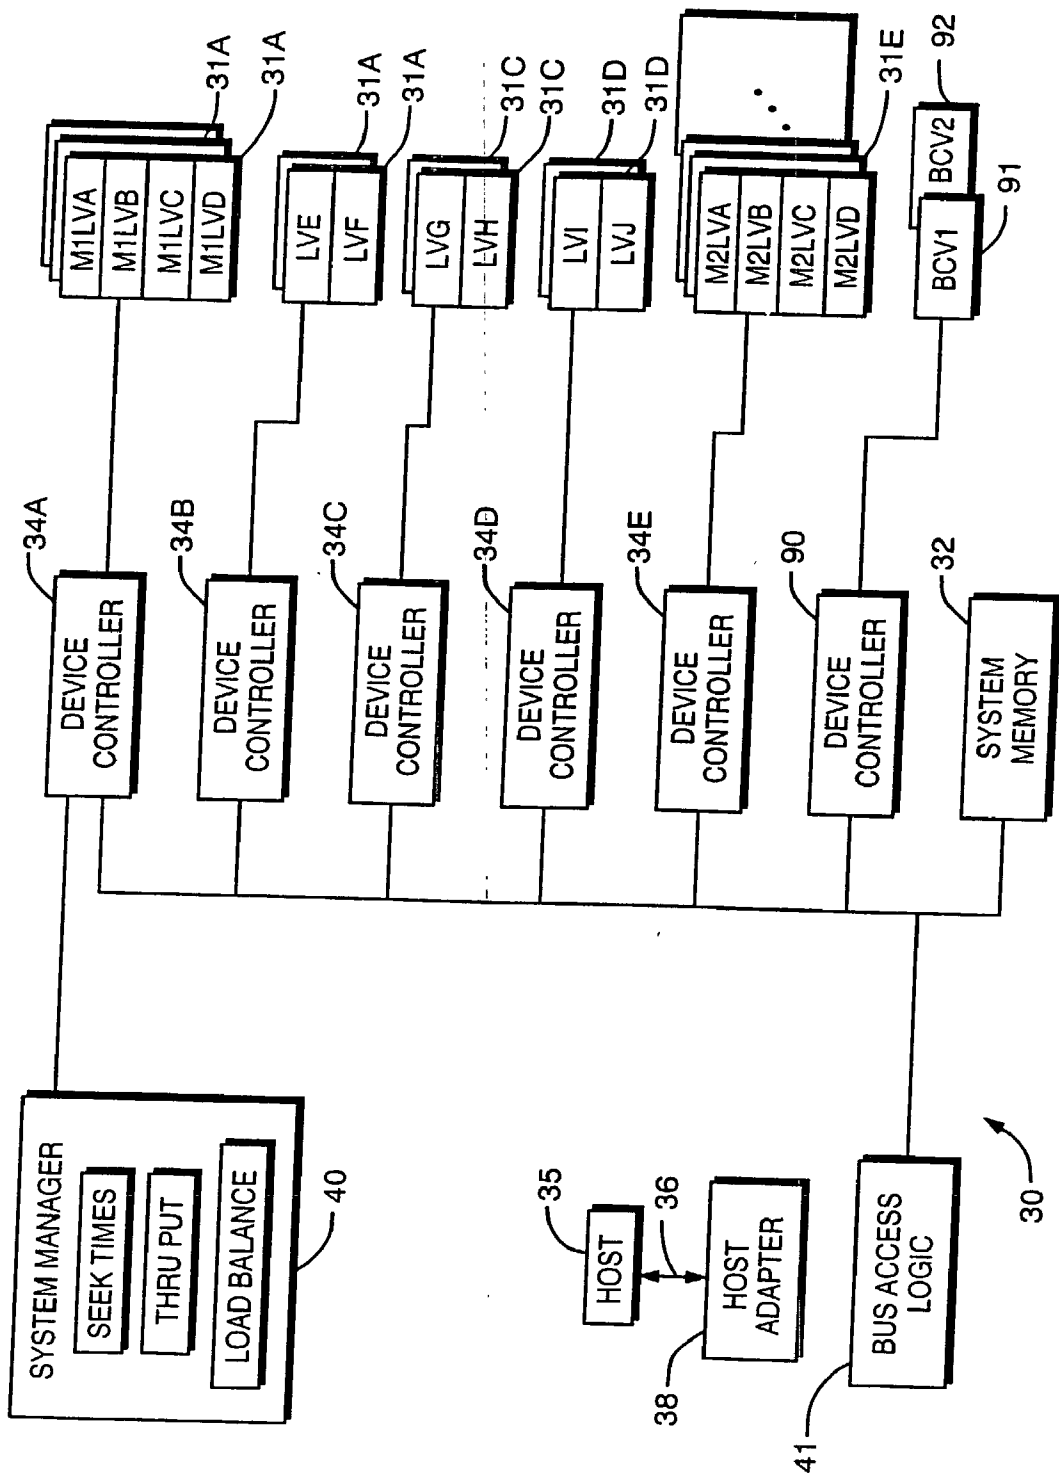 SYSTEM MANAGER
SEEK TIMES
THRU PUT
LOAD BALANCE
40
HOST
35
36
HOST
ADAPTER
38
BUS ACCESS
LOGIC
41
30
DEVICE
CONTROLLER
34A
DEVICE
CONTROLLER
34B
DEVICE
CONTROLLER
34C
DEVICE
CONTROLLER
34D
DEVICE
CONTROLLER
34E
DEVICE
CONTROLLER
90
SYSTEM
MEMORY
32
M1LVA
M1LVB
M1LVC
M1LVD
31A
31A
LVE
LVF
31A
31A
LVG
LVH
31C
31C
LVI
LVJ
31D
31D
M2LVA
M2LVB
M2LVC
M2LVD
31E
BCV1
BCV2
92
91